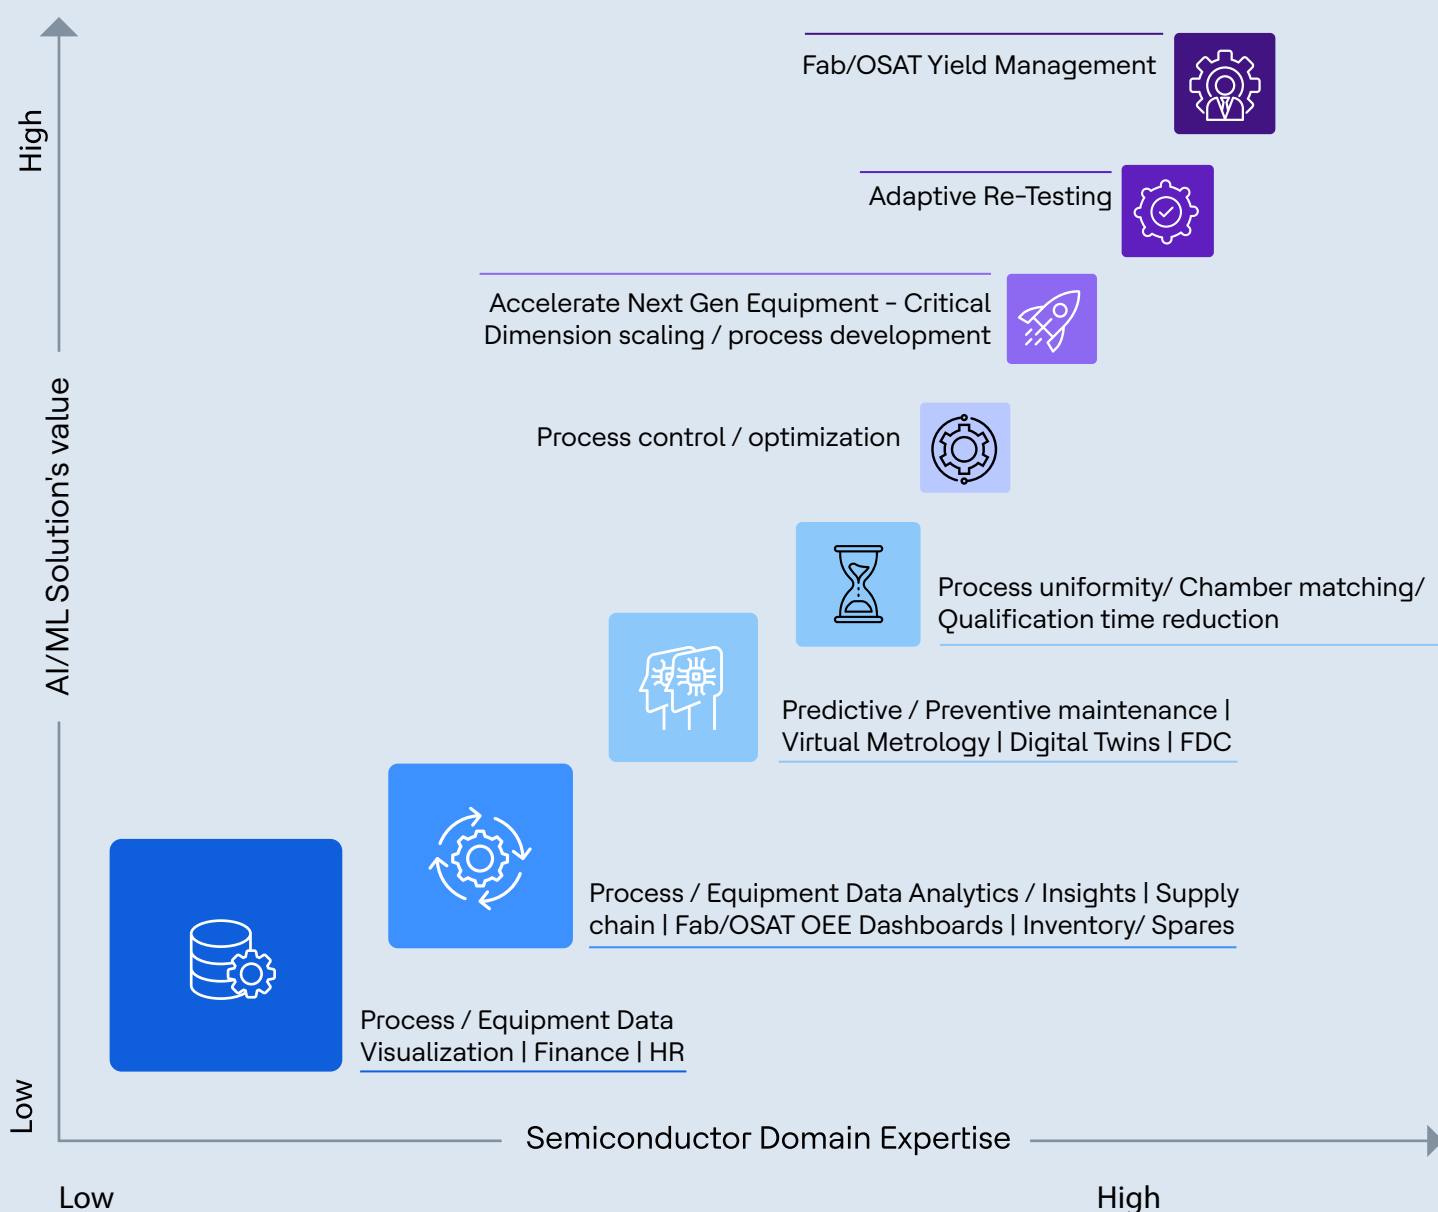 High
Fab/OSAT Yield Management
Adaptive Re-Testing
Accelerate Next Gen Equipment - Critical
Dimension scaling / process development
AI/ML Solution's value
Process control / optimization
Process uniformity/ Chamber matching/
Qualification time reduction
Predictive / Preventive maintenance |
Virtual Metrology | Digital Twins | FDC
Process / Equipment Data Analytics / Insights | Supply
chain | Fab/OSAT OEE Dashboards | Inventory/ Spares
Process / Equipment Data
Visualization | Finance | HR
Low
Semiconductor Domain Expertise
Low
High